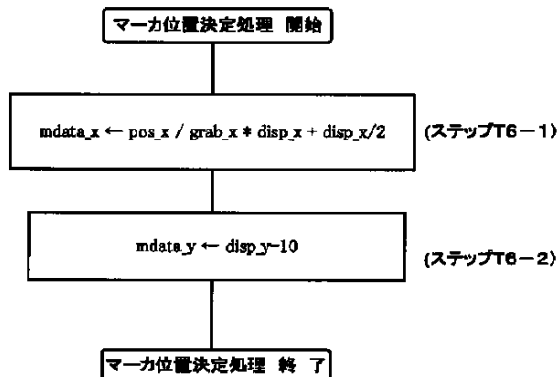 マーカ位置決定処理 開始
mdata_x ← pos_x / grab_x * disp_x + disp_x/2
(ステップT6－1)
mdata_y ← disp_y-10
(ステップT6－2)
マーカ位置決定処理 終 了